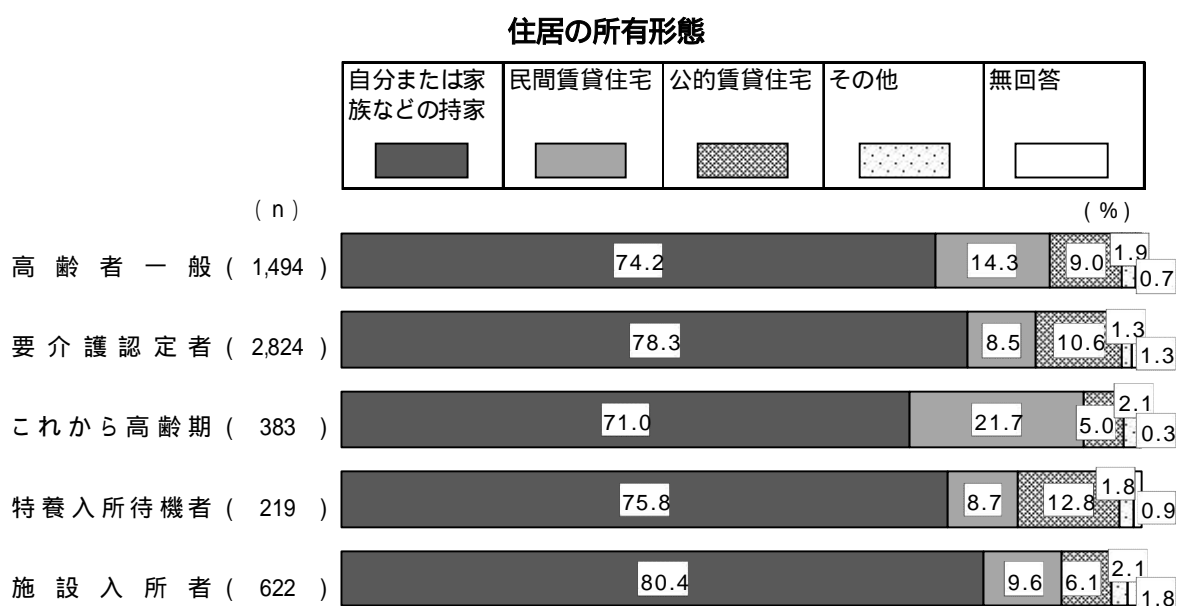 住居の所有形態
自分または家族などの持家 民間賃貸住宅 公的賃貸住宅 その他 無回答
(n) (%)
高齢者一般 ( 1,494 ) 74.2 14.3 9.0 1.9 0.7
要介護認定者 ( 2,824 ) 78.3 8.5 10.6 1.3 1.3
これから高齢期 ( 383 ) 71.0 21.7 5.0 2.1 0.3
特養入所待機者 ( 219 ) 75.8 8.7 12.8 1.8 0.9
施設入所者 ( 622 ) 80.4 9.6 6.1 2.1 1.8